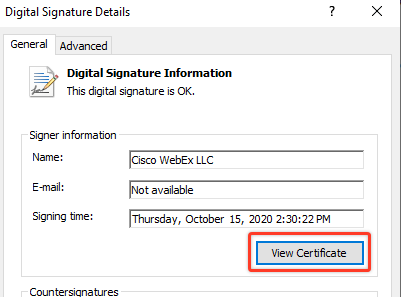 Digital Signature Details
General
Advanced
Digital Signature Information
This digital signature is OK.
Signer information
Name:
Cisco WebEx LLC
E-mail:
Not available
Signing time:
Thursday, October 15, 2020 2:30:22 PM
View Certificate
Countersignatures